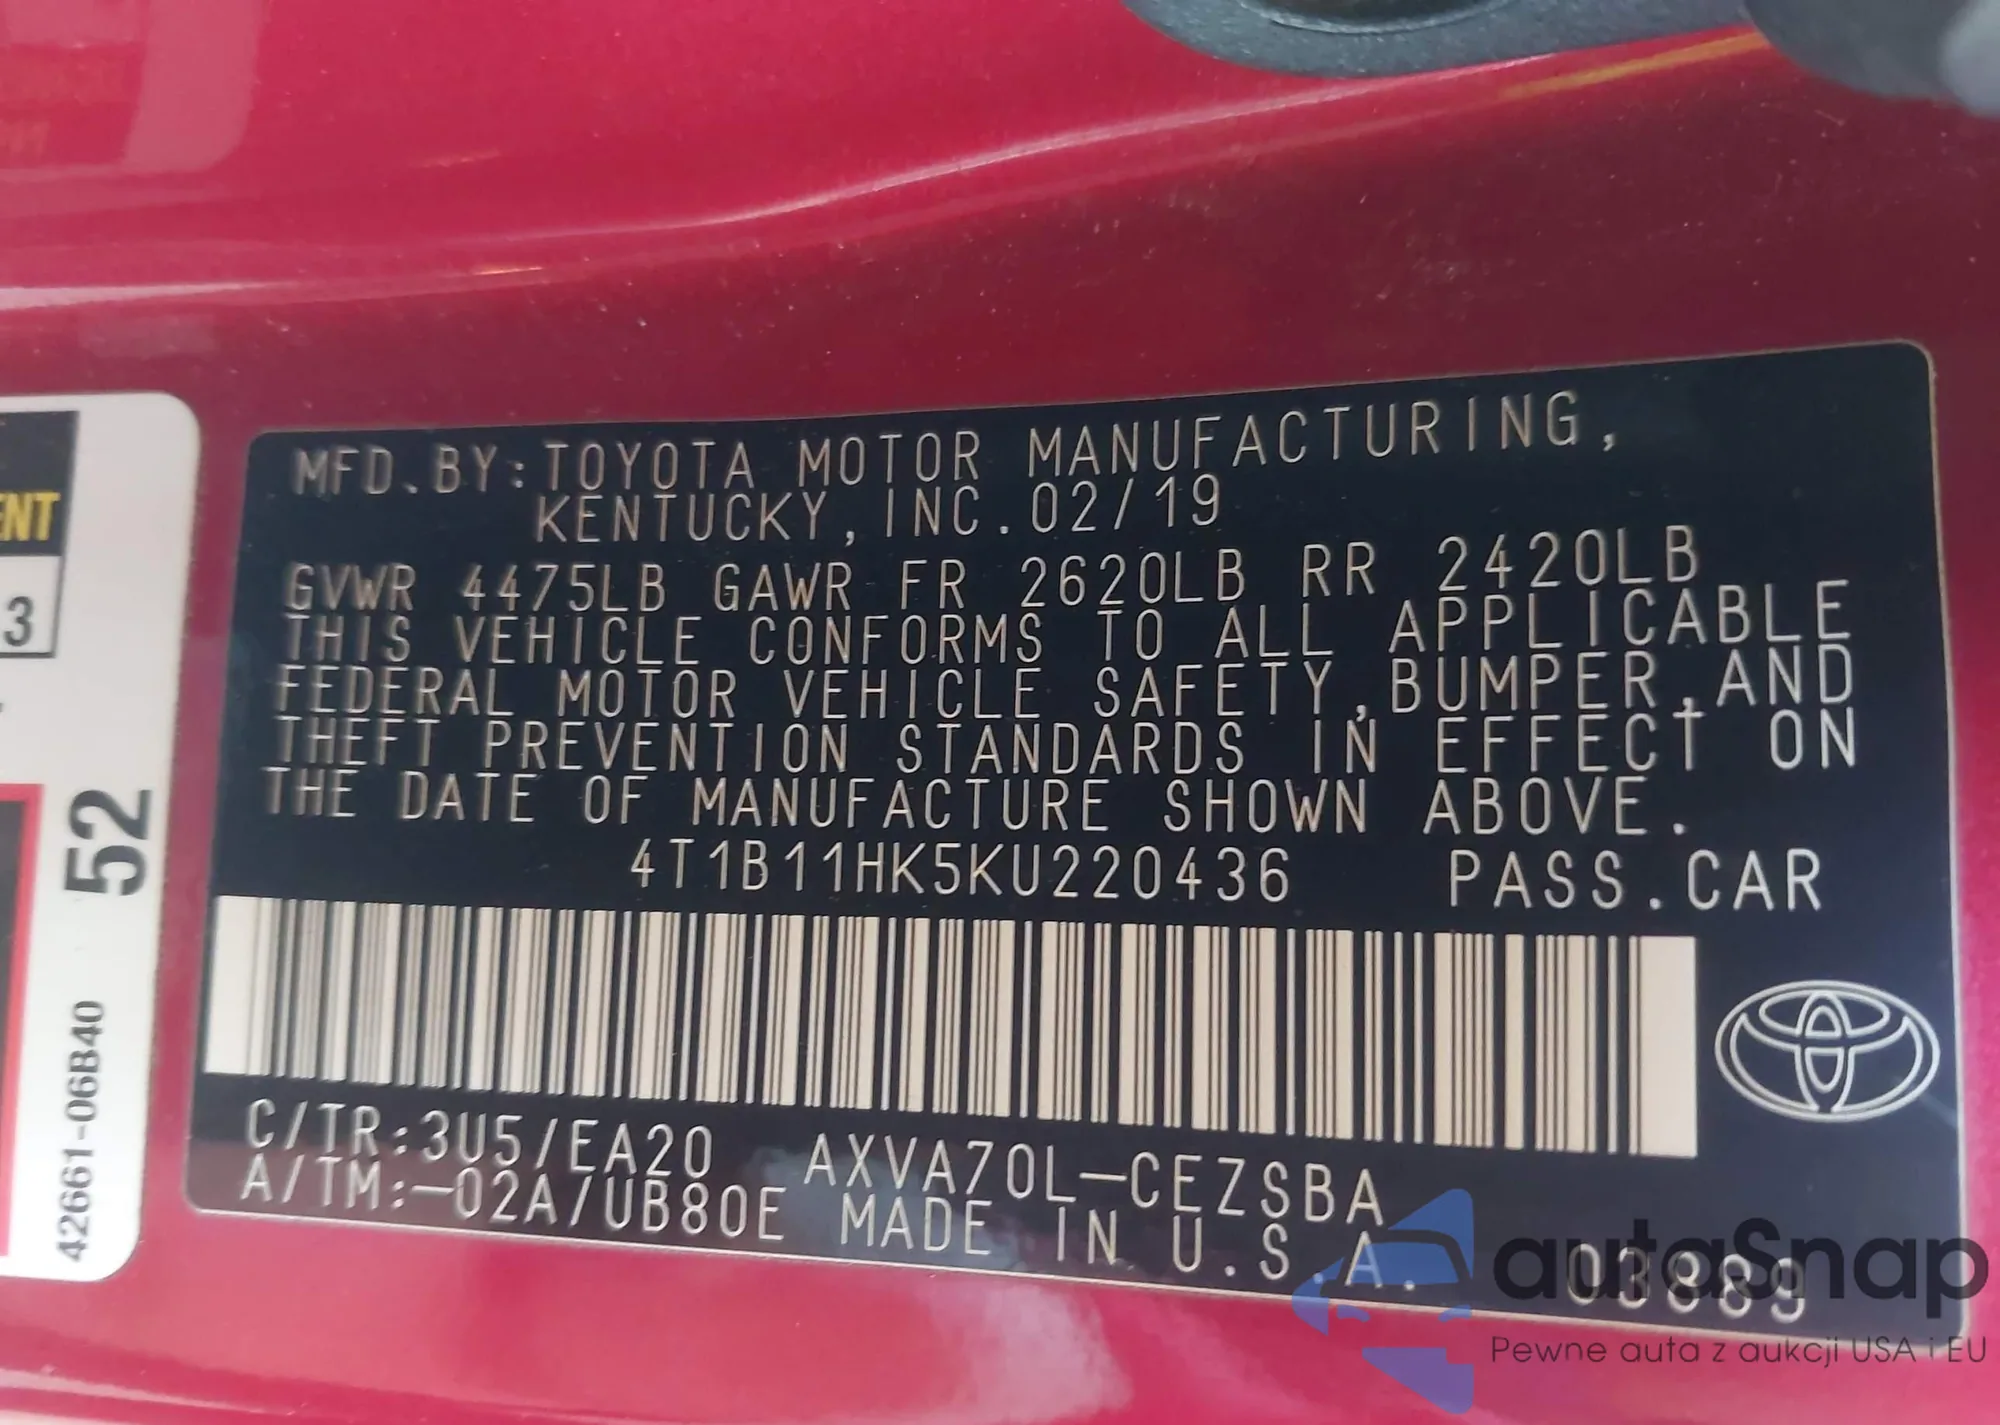 MFD.BY:TOYOTA MOTOR MANUFACTURING,
KENTUCKY,INC.02/19
GVWR 4475LB GAWR FR 2620LB RR 2420LB
THIS VEHICLE CONFORMS TO ALL APPLICABLE
FEDERAL MOTOR VEHICLE SAFETY,BUMPER,AND
THEFT PREVENTION STANDARDS IN EFFECT ON
THE DATE OF MANUFACTURE SHOWN ABOVE.
4T1B11HK5KU220436 PASS.CAR
C/TR:3U5/EA20 AXVA70L-CEZSBA
A/TM:-02A/UB80E MADE IN U.S.A. 03889
ENT
3
52
42661-06B40
autoSnap
Pewne auta z aukcji USA i EU